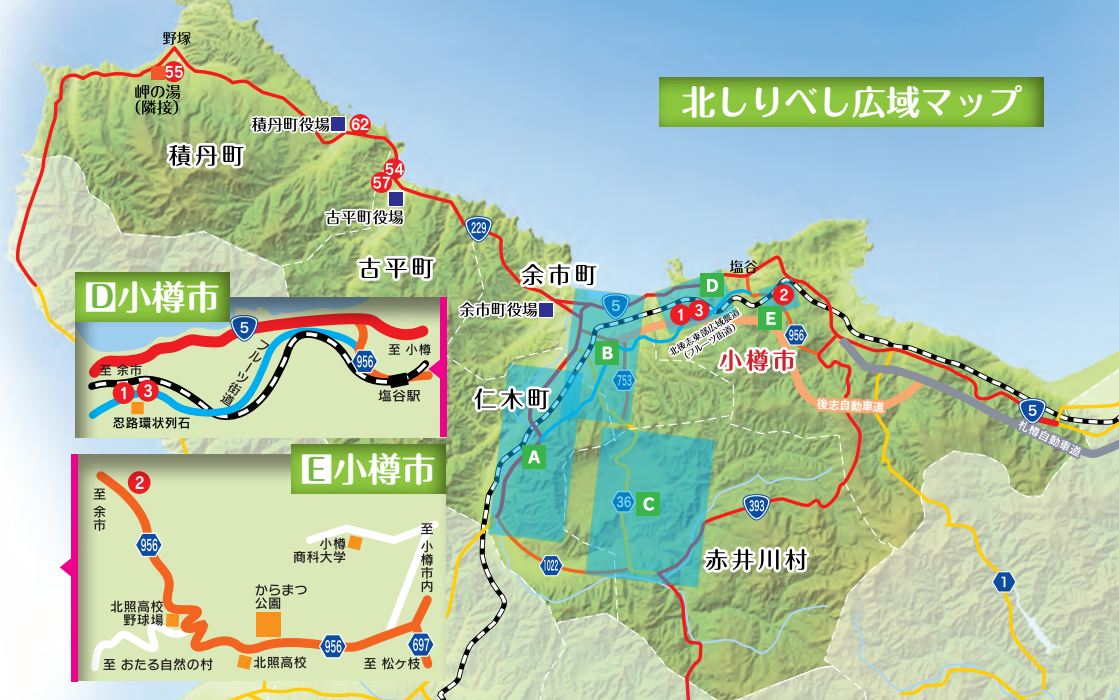 北しりべし広域マップ
野塚
55
岬の湯
(隣接)
積丹町役場
62
積丹町
54
57
古平町役場
229
古平町
余市町
余市町役場
5
塩谷
D
1
3
2
E
北後志東部広域農道
(フルーツ街道)
956
小樽市
B
753
仁木町
後志自動車道
5
札樽自動車道
A
36
C
393
1022
赤井川村
1
D小樽市
5
至 小樽
フルーツ街道
956
至 余市
1
3
塩谷駅
忍路環状列石
E小樽市
2
至 余市
956
至 小樽市内
小樽
商科大学
からまつ
公園
北照高校
野球場
956
697
至 おたる自然の村
北照高校
至 松ヶ枝